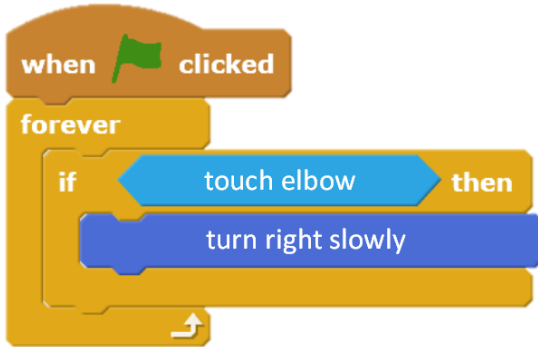 when clicked
forever
if touch elbow then
turn right slowly